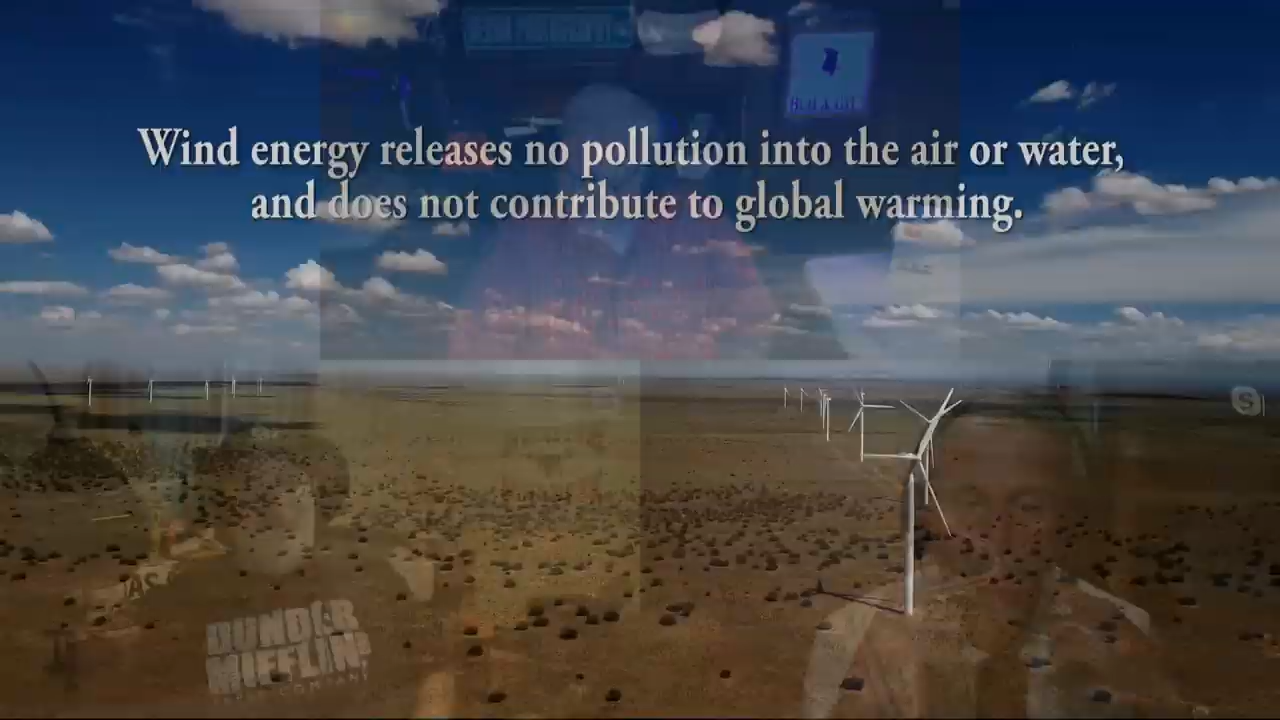 Wind energy releases no pollution into the air or water,
and does not contribute to global warming.
DUNDER
MIFFLIN